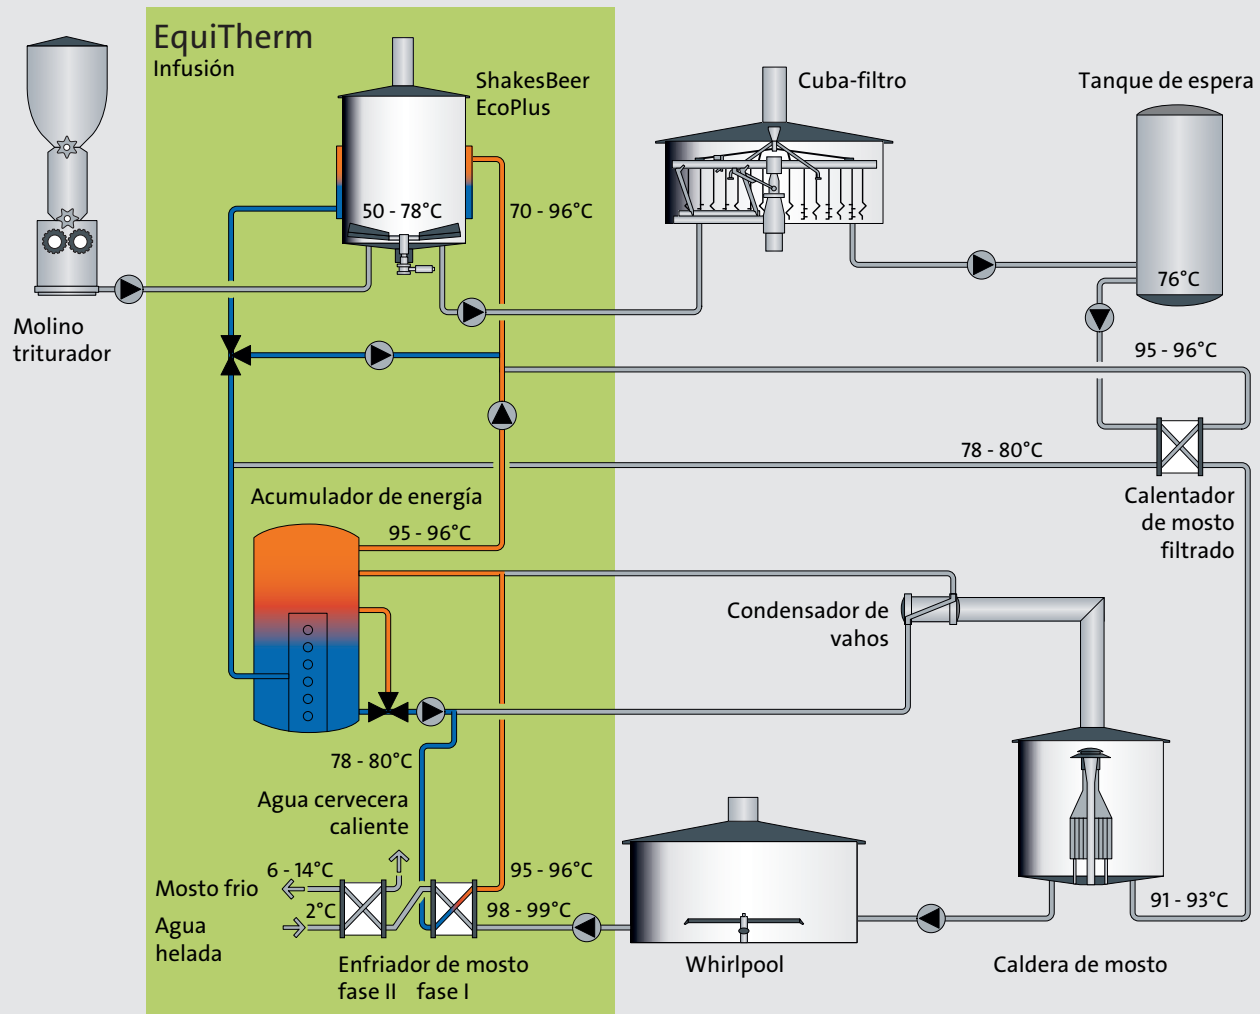 EquiTherm
Infusión
ShakesBeer
EcoPlus
Cuba-filtro
Tanque de espera
50 - 78°C
70 - 96°C
76°C
Molino
triturador
95 - 96°C
78 - 80°C
Acumulador de energía
95 - 96°C
Calentador
de mosto
filtrado
Condensador de
vahos
78 - 80°C
Agua cervecera
caliente
6 - 14°C
95 - 96°C
Mosto frio
2°C
98 - 99°C
91 - 93°C
Agua
helada
Enfriador de mosto
fase II fase I
Whirlpool
Caldera de mosto